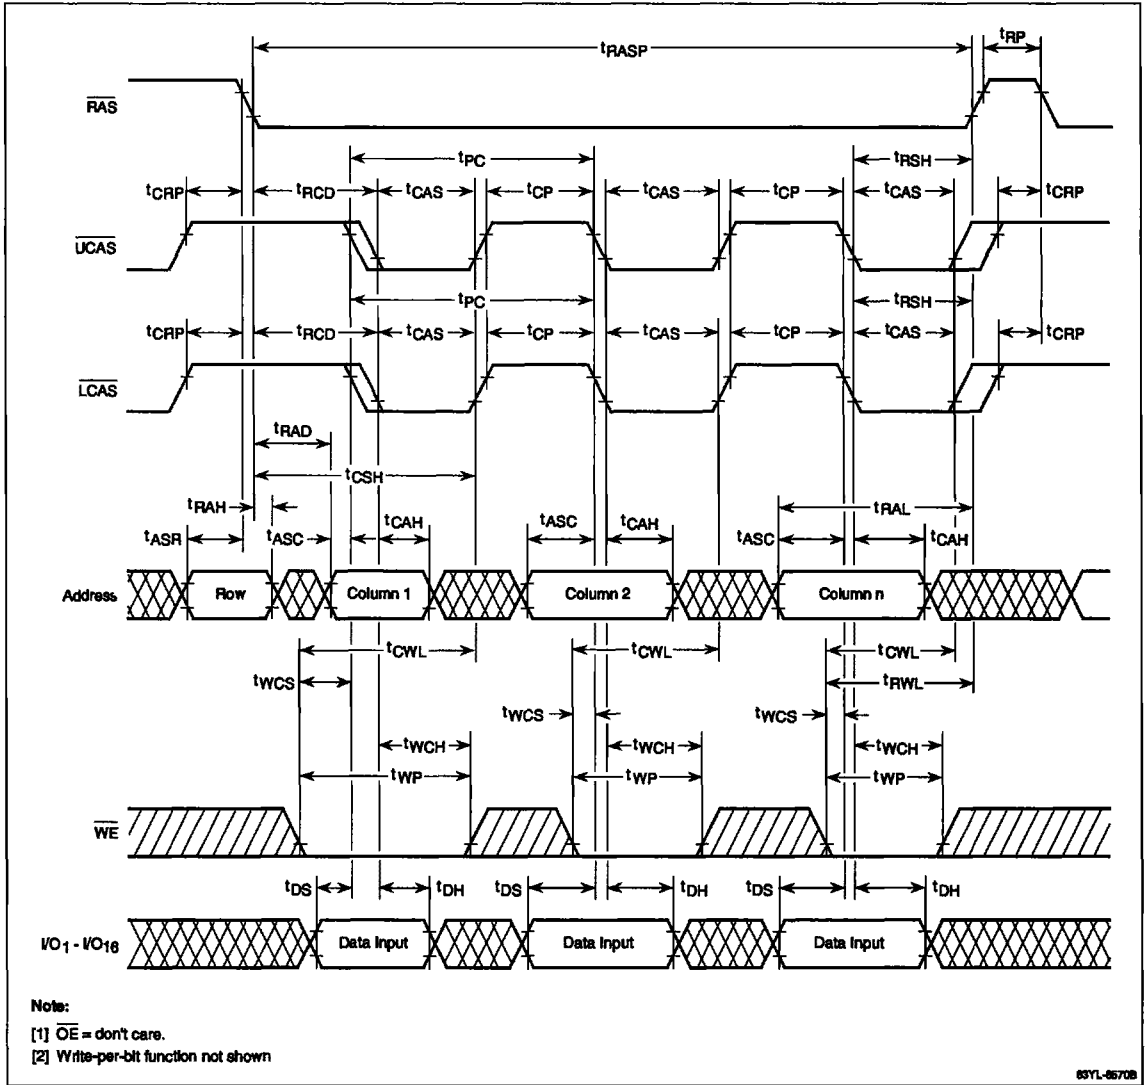 tRASP tRP
RAS
tPC tRSH
tCRP tRCD tCAS tCP tCAS tCP tCAS tCRP
UCAS
tPC tRSH
tCRP tRCD tCAS tCP tCAS tCP tCAS tCRP
LCAS
tRAD
tCSH
tRAH tRAL
tASR tASC tCAH tASC tCAH tASC tCAH
Address Row Column 1 Column 2 Column n
tCWL tCWL tCWL
tWCS tRWL
tWCS tWCS
tWCH tWCH tWCH
tWP tWP tWP
WE
tDS tDH tDS tDH tDS tDH
I/O1 - I/O16 Data Input Data Input Data Input
Note:
[1] OE = don't care.
[2] Write-per-bit function not shown
83YL-6570B